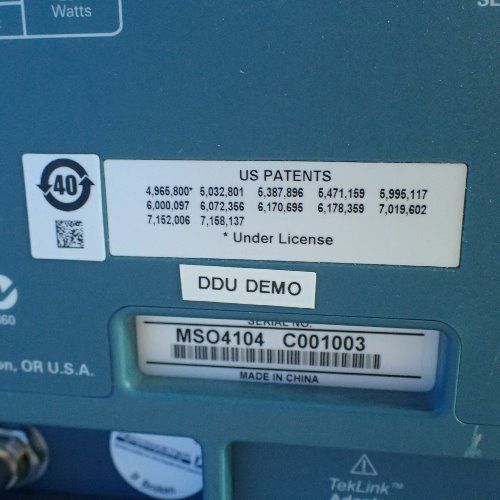 Watts
40
US PATENTS
4,965,800* 5,032,801 5,387,896 5,471,159 5,995,117
6,000,097 6,072,356 6,170,695 6,178,359 7,019,602
7,152,006 7,158,137
* Under License
DDU DEMO
SERIAL NO.
MSO4104 C001003
on, OR U.S.A.
MADE IN CHINA
TekLink™